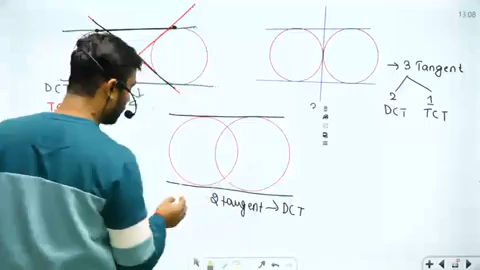 13:08
→ 3 Tangent
2 1
DCT TCT
DCT
2 tangent → DCT